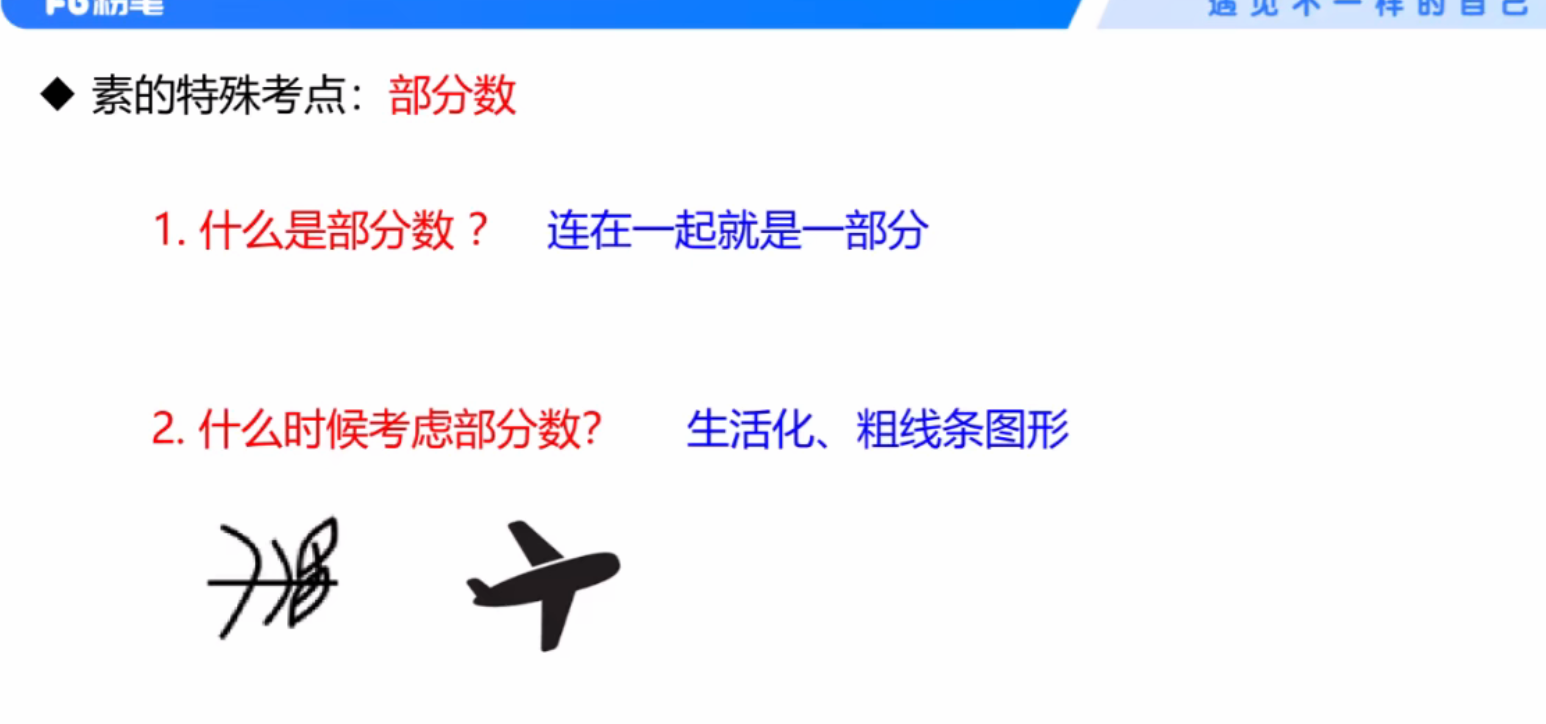 粉笔
遇见不一样的自己
◆ 素的特殊考点：部分数
1. 什么是部分数？ 连在一起就是一部分
2. 什么时候考虑部分数? 生活化、粗线条图形